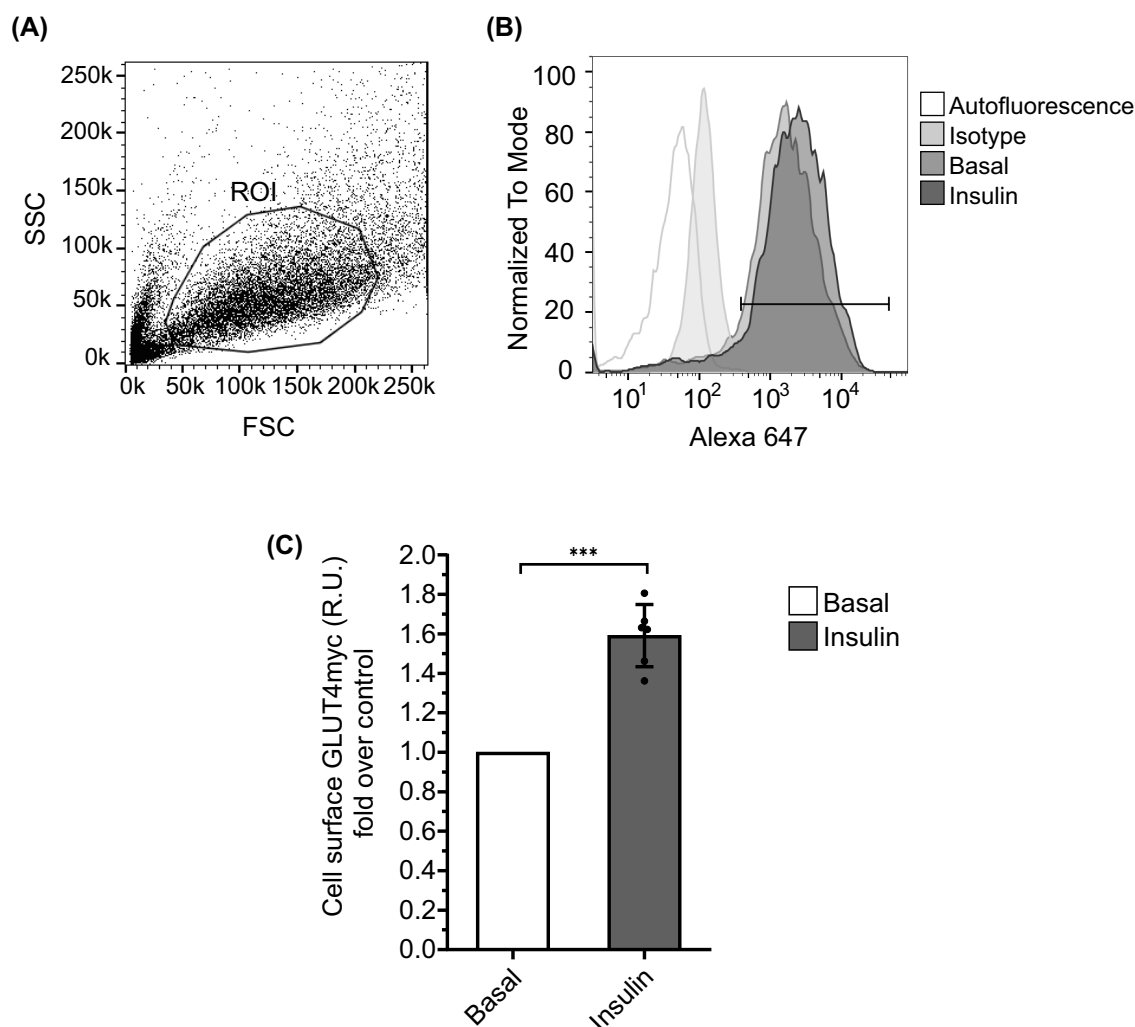 (A)
250k
200k
150k
100k
50k
0k
SSC
ROI
0k 50k 100k 150k 200k 250k
FSC
(B)
100
80
60
40
20
0
Normalized To Mode
10¹ 10² 10³ 10⁴
Alexa 647
Autofluorescence
Isotype
Basal
Insulin
(C)
Cell surface GLUT4myc (R.U.)
fold over control
2.0
1.8
1.6
1.4
1.2
1.0
0.8
0.6
0.4
0.2
0.0
***
Basal
Insulin
Basal
Insulin